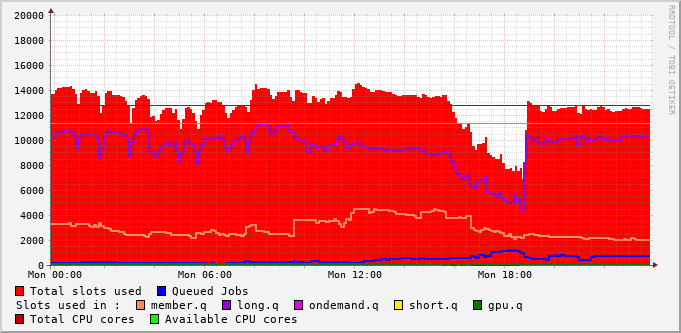 20000
18000
16000
14000
12000
10000
8000
6000
4000
2000
0
Mon 00:00 Mon 06:00 Mon 12:00 Mon 18:00
RRDTOOL / TOBI OETIKER
Total slots used Queued Jobs
Slots used in : member.q long.q ondemand.q short.q gpu.q
Total CPU cores Available CPU cores